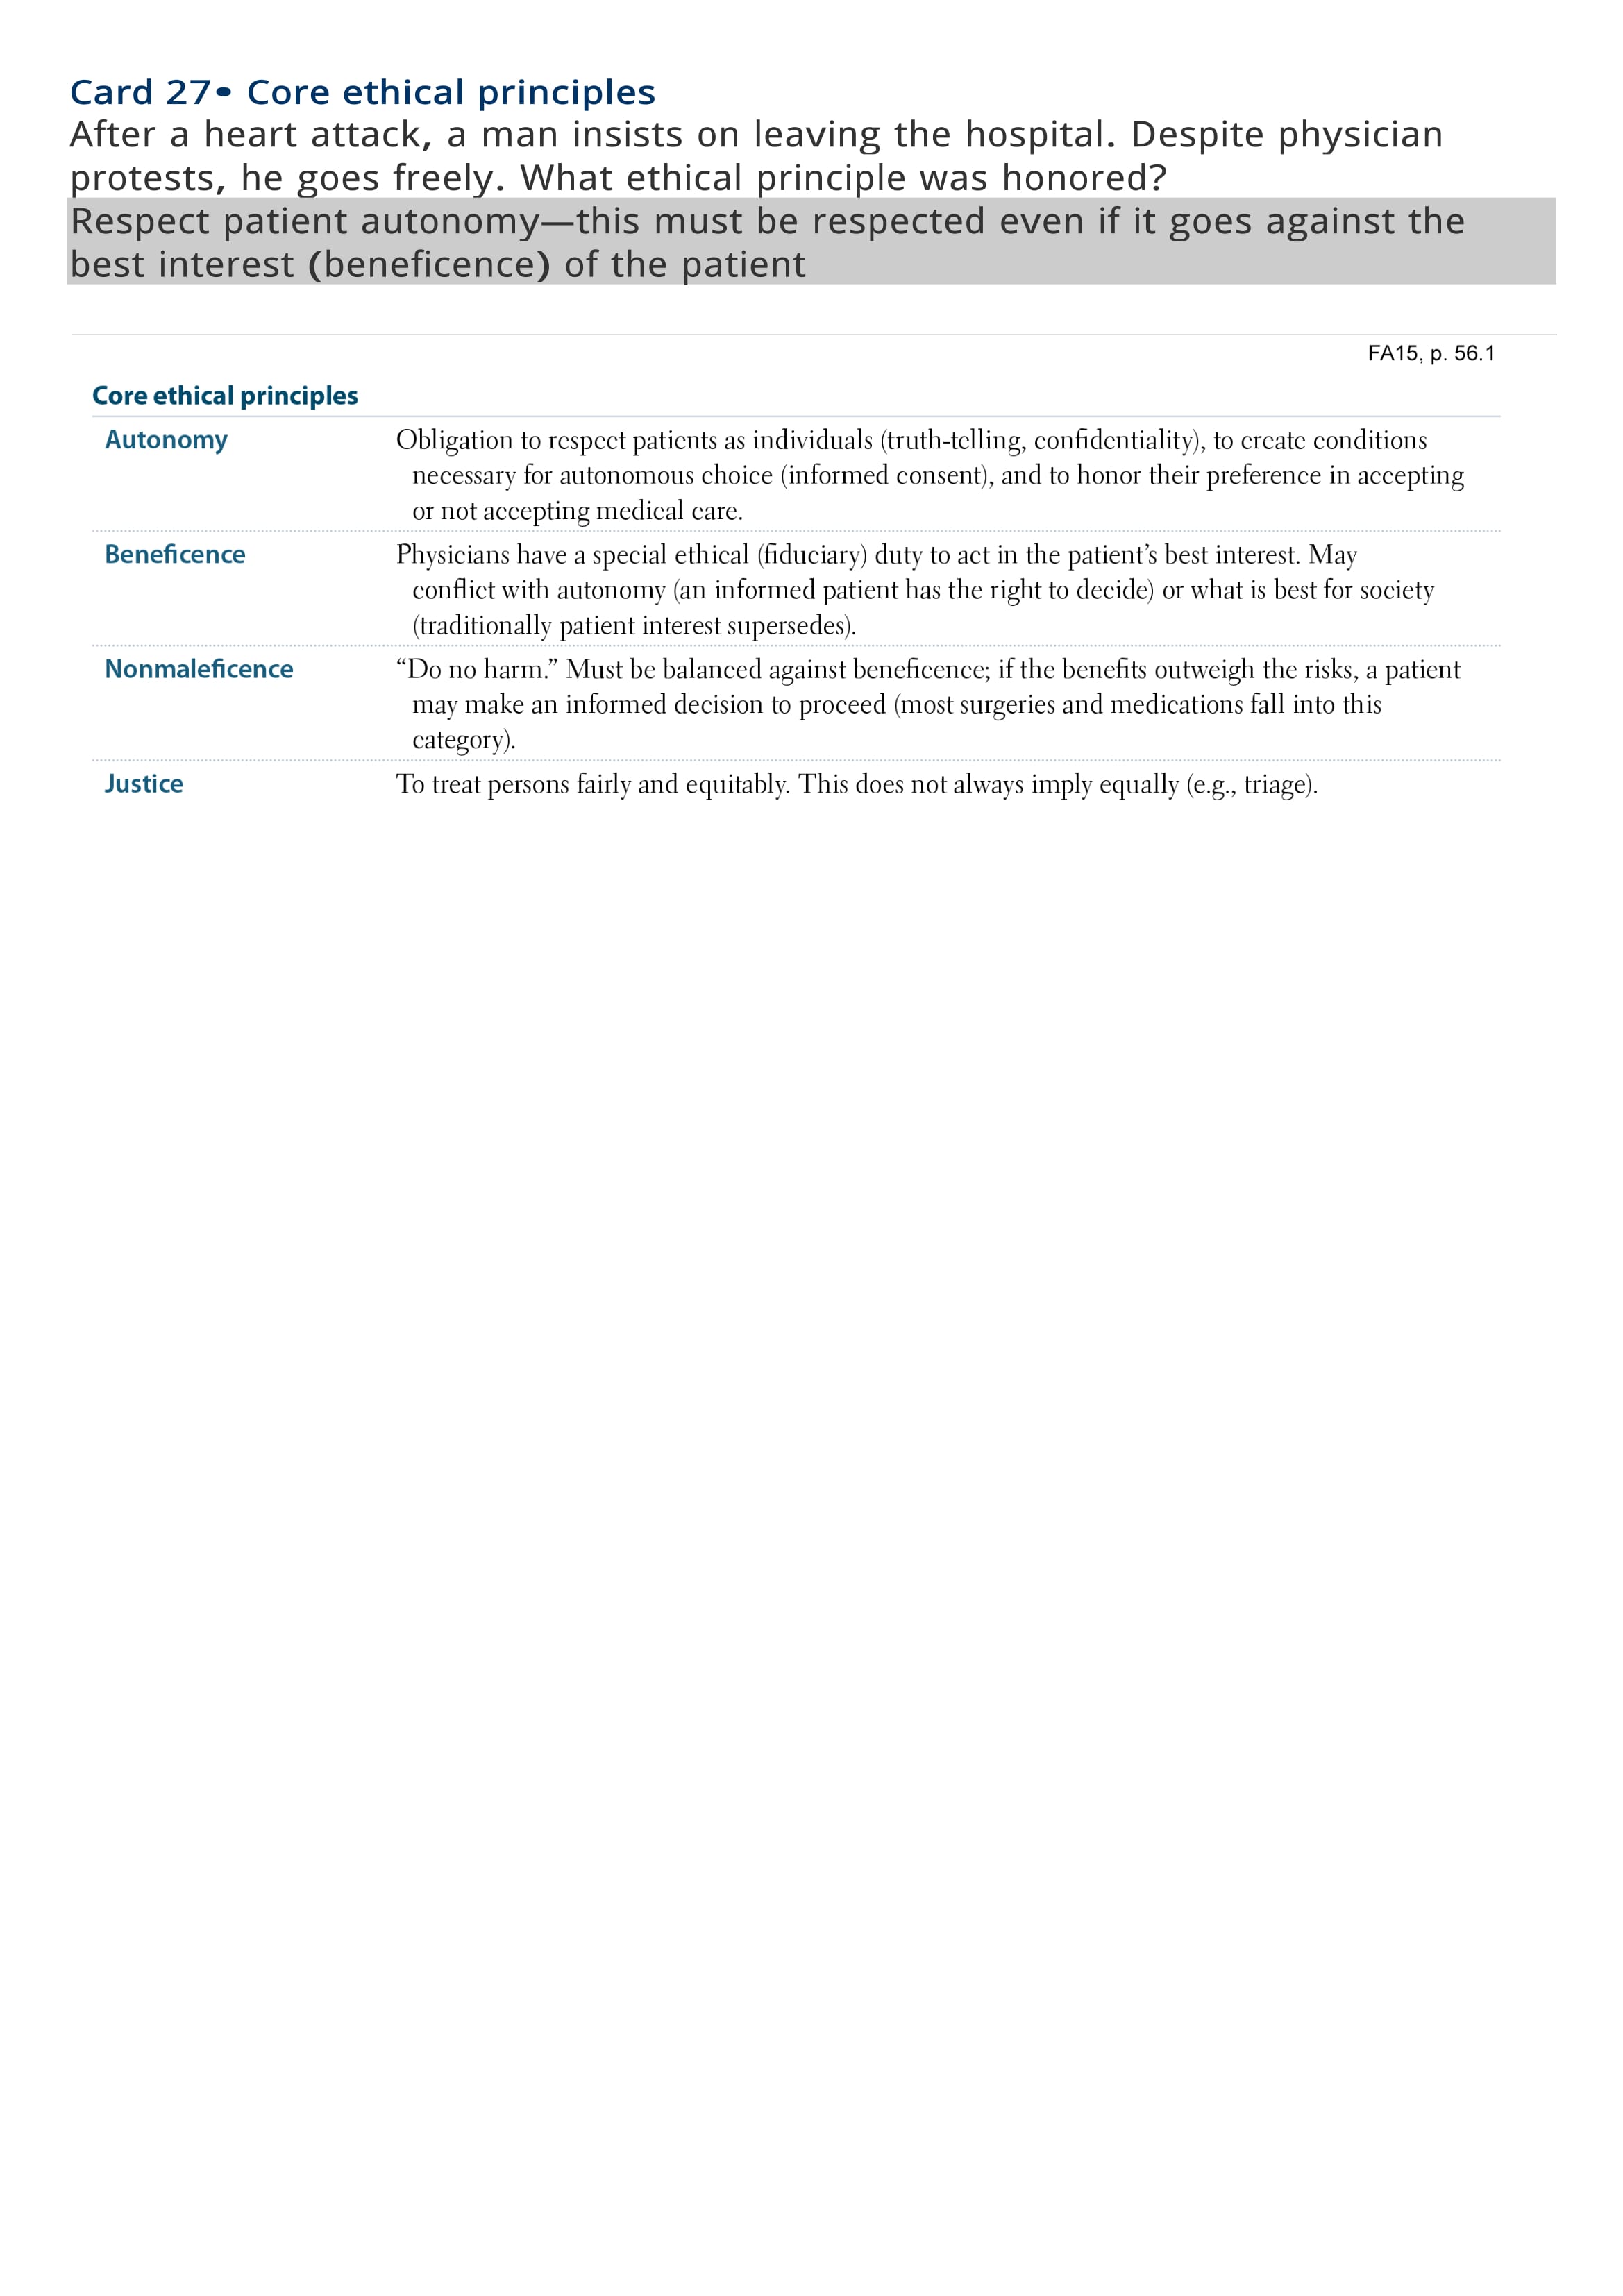 Card 27• Core ethical principles
After a heart attack, a man insists on leaving the hospital. Despite physician
protests, he goes freely. What ethical principle was honored?
Respect patient autonomy—this must be respected even if it goes against the
best interest (beneficence) of the patient
FA15, p. 56.1
Core ethical principles
Autonomy Obligation to respect patients as individuals (truth-telling, confidentiality), to create conditions
necessary for autonomous choice (informed consent), and to honor their preference in accepting
or not accepting medical care.
Beneficence Physicians have a special ethical (fiduciary) duty to act in the patient’s best interest. May
conflict with autonomy (an informed patient has the right to decide) or what is best for society
(traditionally patient interest supersedes).
Nonmaleficence “Do no harm.” Must be balanced against beneficence; if the benefits outweigh the risks, a patient
may make an informed decision to proceed (most surgeries and medications fall into this
category).
Justice To treat persons fairly and equitably. This does not always imply equally (e.g., triage).